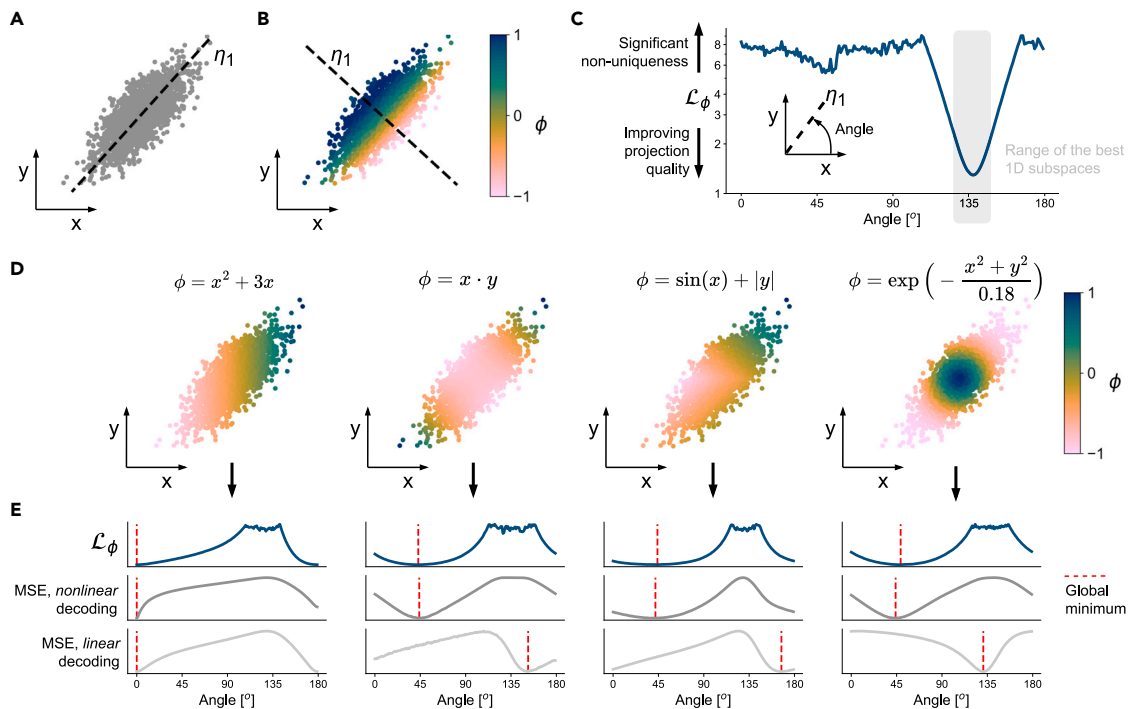 A
η₁
y
x
B
η₁
y
x
1
0
−1
ϕ
C
Significant
non-uniqueness
ℒ_ϕ
Improving
projection
quality
8
6
4
3
2
1
η₁
y
Angle
x
Range of the best
1D subspaces
0
45
90
135
180
Angle [°]
D
ϕ = x² + 3x
y
x
ϕ = x · y
y
x
ϕ = sin(x) + |y|
y
x
ϕ = exp ( − (x² + y²) / 0.18 )
y
x
1
0
−1
ϕ
E
ℒ_ϕ
MSE, nonlinear
decoding
MSE, linear
decoding
0 45 90 135 180
Angle [°]
0 45 90 135 180
Angle [°]
0 45 90 135 180
Angle [°]
0 45 90 135 180
Angle [°]
Global
minimum